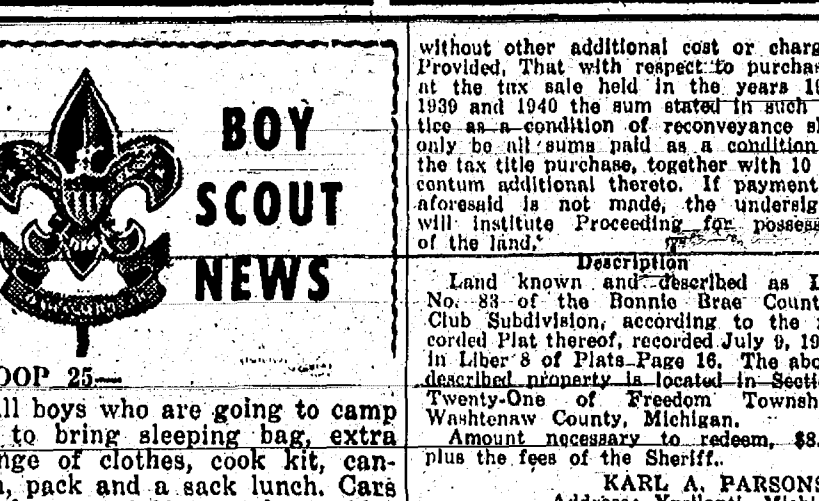 BOY
SCOUT
NEWS
OOP 25—
ll boys who are going to camp
to bring sleeping bag, extra
nge of clothes, cook kit, can-
, pack and a sack lunch. Cars
without other additional cost or charg
Provided, That with respect to purcha
at the tax sale held in the years 19
1939 and 1940 the sum stated in such
tice as a condition of reconveyance s
only be all sums paid as a condition
the tax title purchase, together with 10
centum additional thereto. If payment
aforesaid is not made, the undersig
will institute Proceeding for possess
of the land.
Description
Land known and described as L
No. 83 of the Bonnie Brae Count
Club Subdivision, according to the
corded Plat thereof, recorded July 9, 19
in Liber 8 of Plats Page 16. The abo
described property is located in Secti
Twenty-One of Freedom Townsh
Washtenaw County, Michigan.
Amount necessary to redeem, $8.
plus the fees of the Sheriff.
KARL A. PARSONS